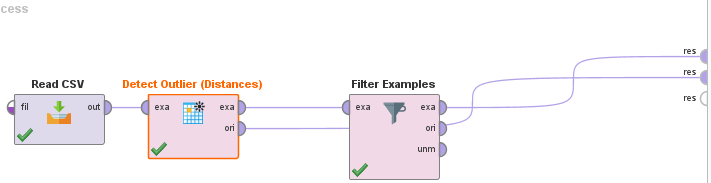 cess
res
Read CSV
Detect Outlier (Distances)
Filter Examples
res
fil
out
exa
exa
exa
exa
res
ori
ori
unm